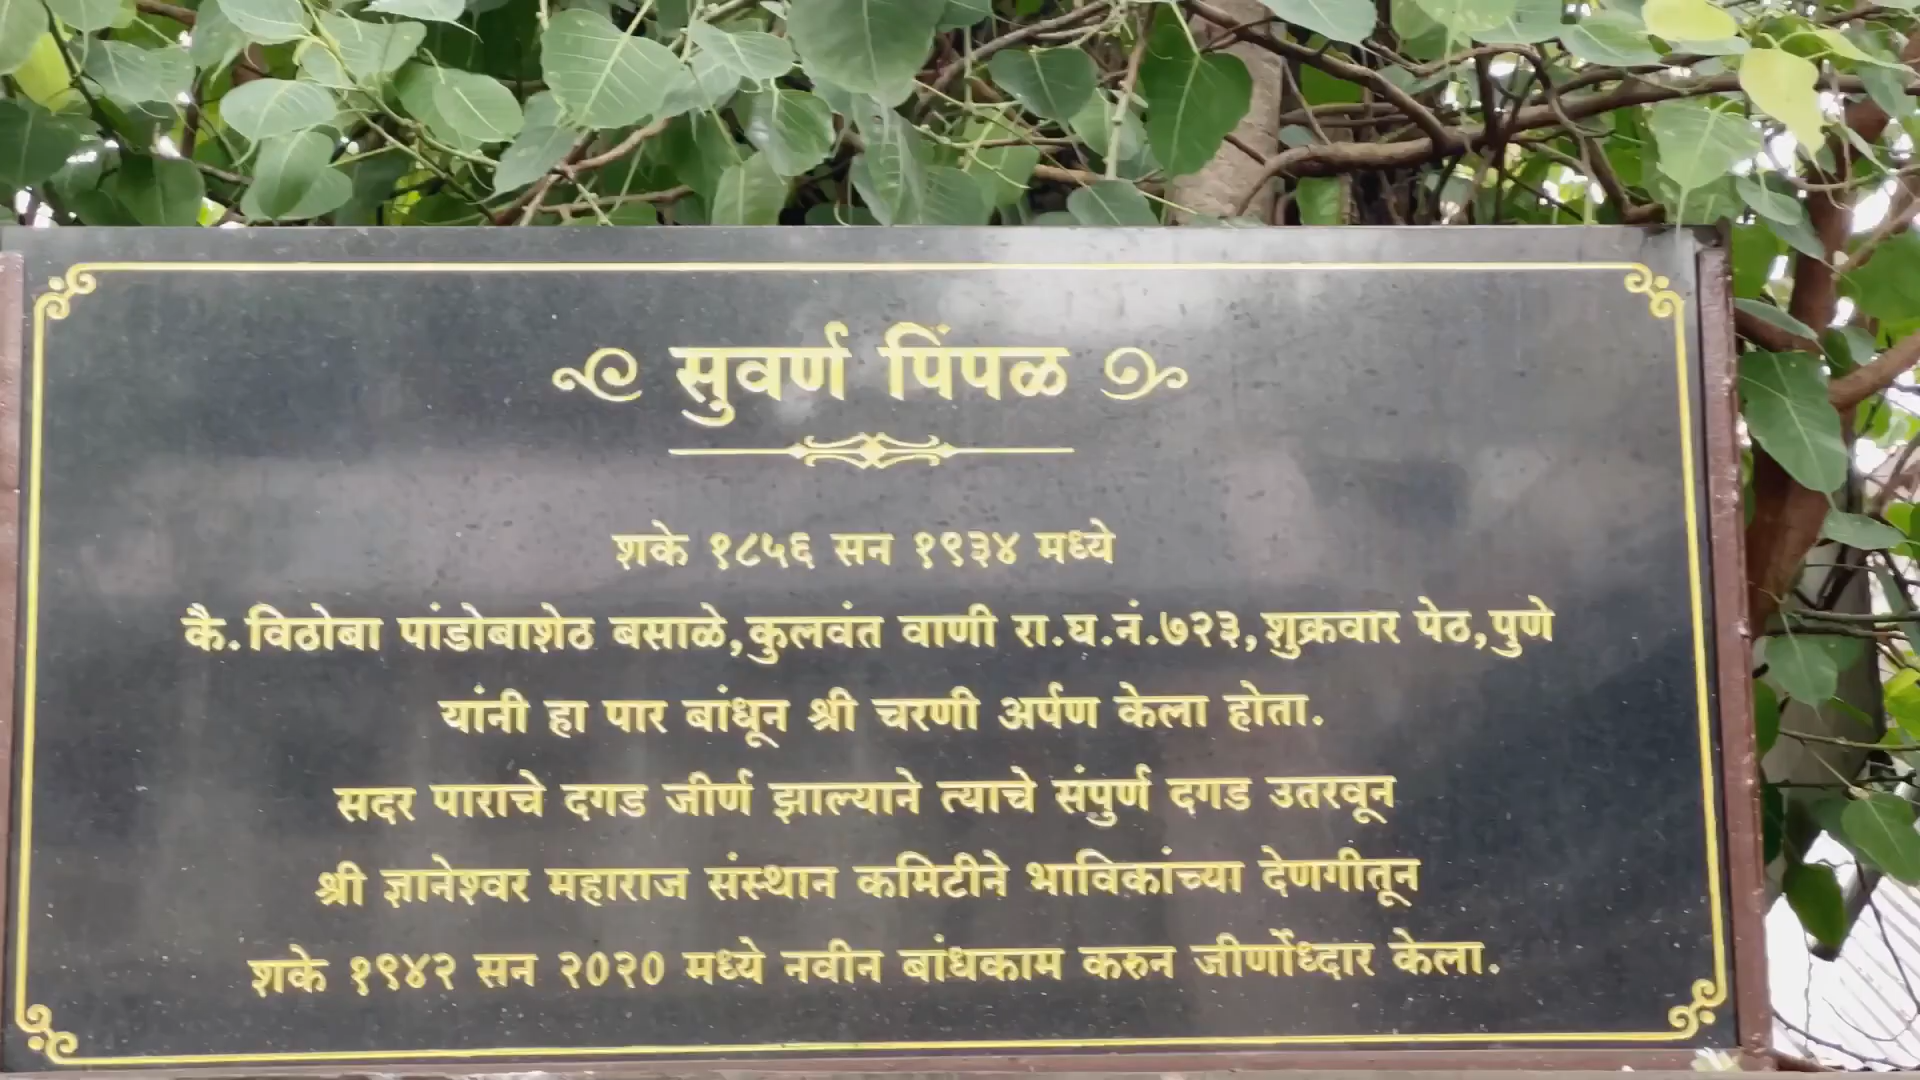 सुवर्ण पिंपळ
शके १८५६ सन १९३४ मध्ये
कै.विठोबा पांडोबाशेठ बसाळे,कुलवंत वाणी रा.घ.नं.७२३,शुक्रवार पेठ,पुणे
यांनी हा पार बांधून श्री चरणी अर्पण केला होता.
सदर पाराचे दगड जीर्ण झाल्याने त्याचे संपुर्ण दगड उतरवून
श्री ज्ञानेश्वर महाराज संस्थान कमिटीने भाविकांच्या देणगीतून
शके १९४२ सन २०२० मध्ये नवीन बांधकाम करुन जीर्णोध्दार केला.